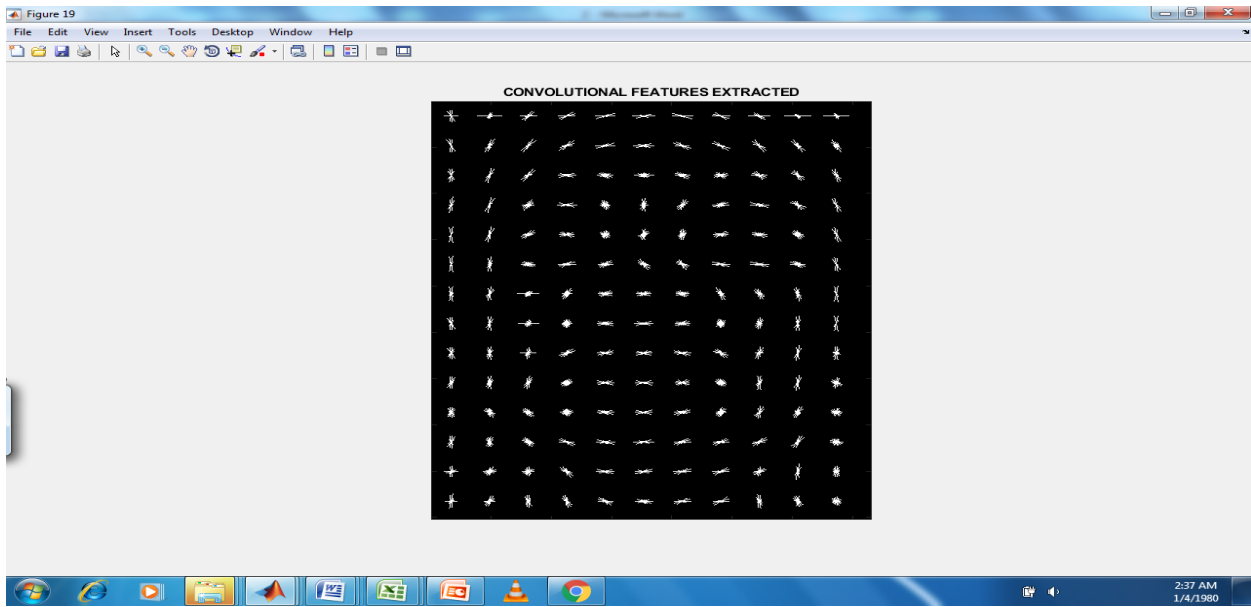 Figure 19
File Edit View Insert Tools Desktop Window Help
CONVOLUTIONAL FEATURES EXTRACTED
2:37 AM
1/4/1980